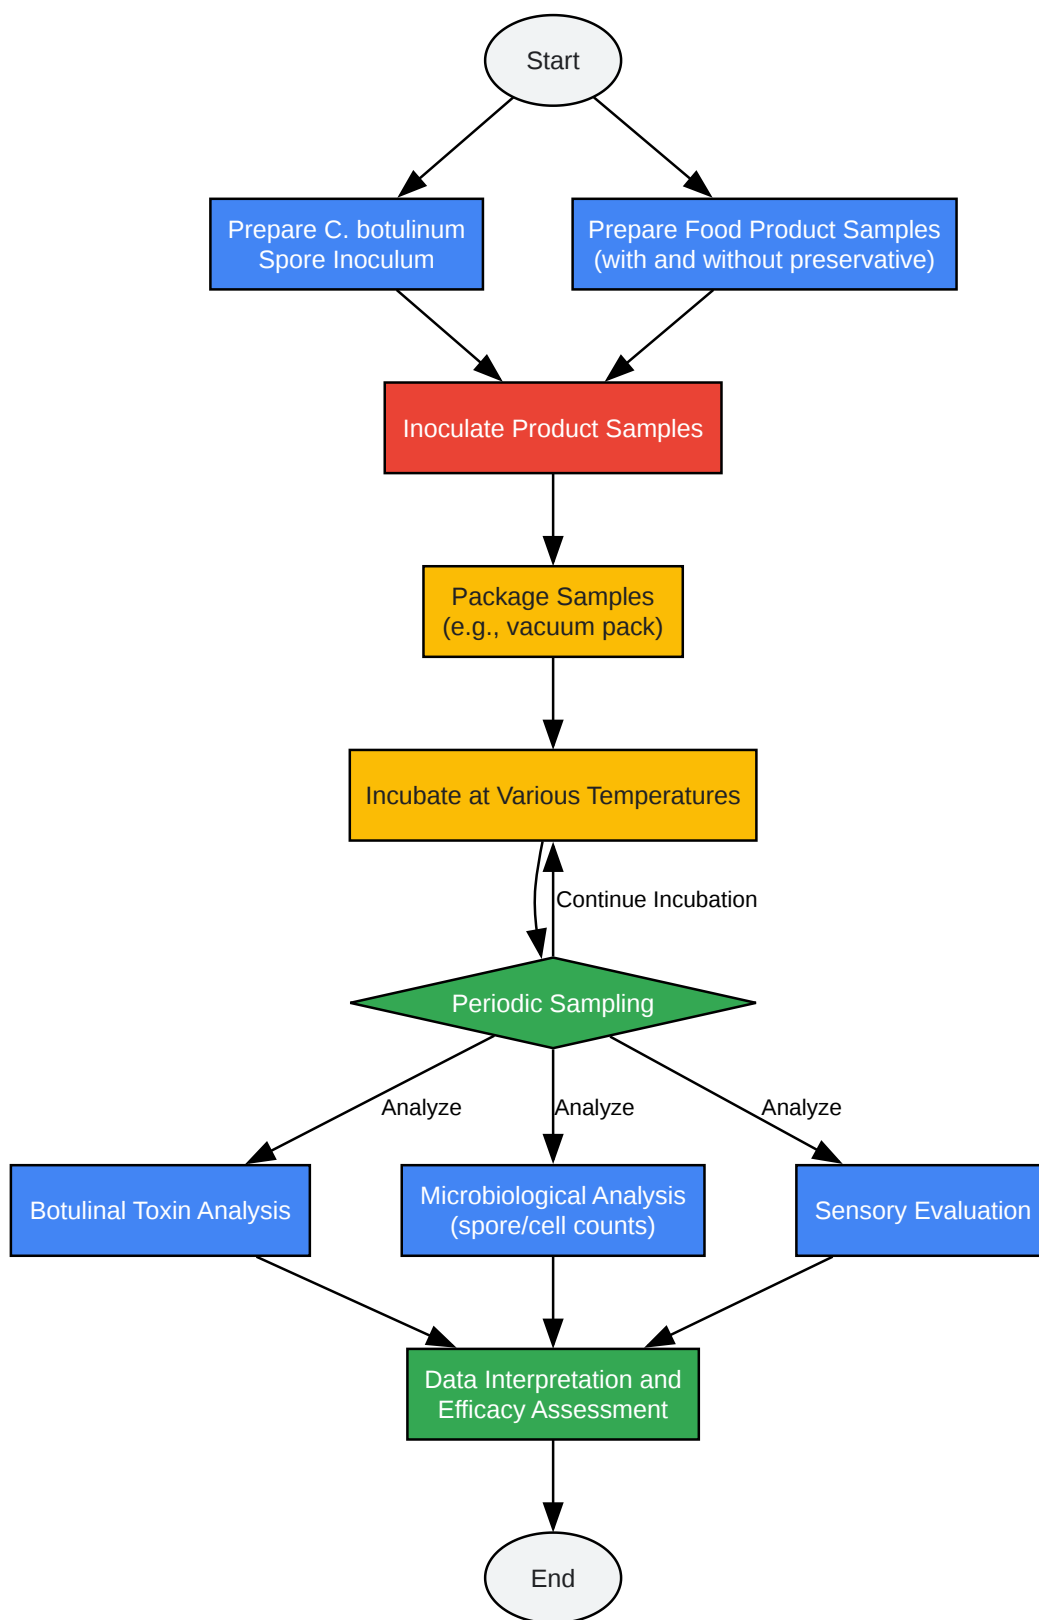 Start
Prepare C. botulinum
Spore Inoculum
Prepare Food Product Samples
(with and without preservative)
Inoculate Product Samples
Package Samples
(e.g., vacuum pack)
Incubate at Various Temperatures
Continue Incubation
Periodic Sampling
Analyze
Analyze
Analyze
Botulinal Toxin Analysis
Microbiological Analysis
(spore/cell counts)
Sensory Evaluation
Data Interpretation and
Efficacy Assessment
End